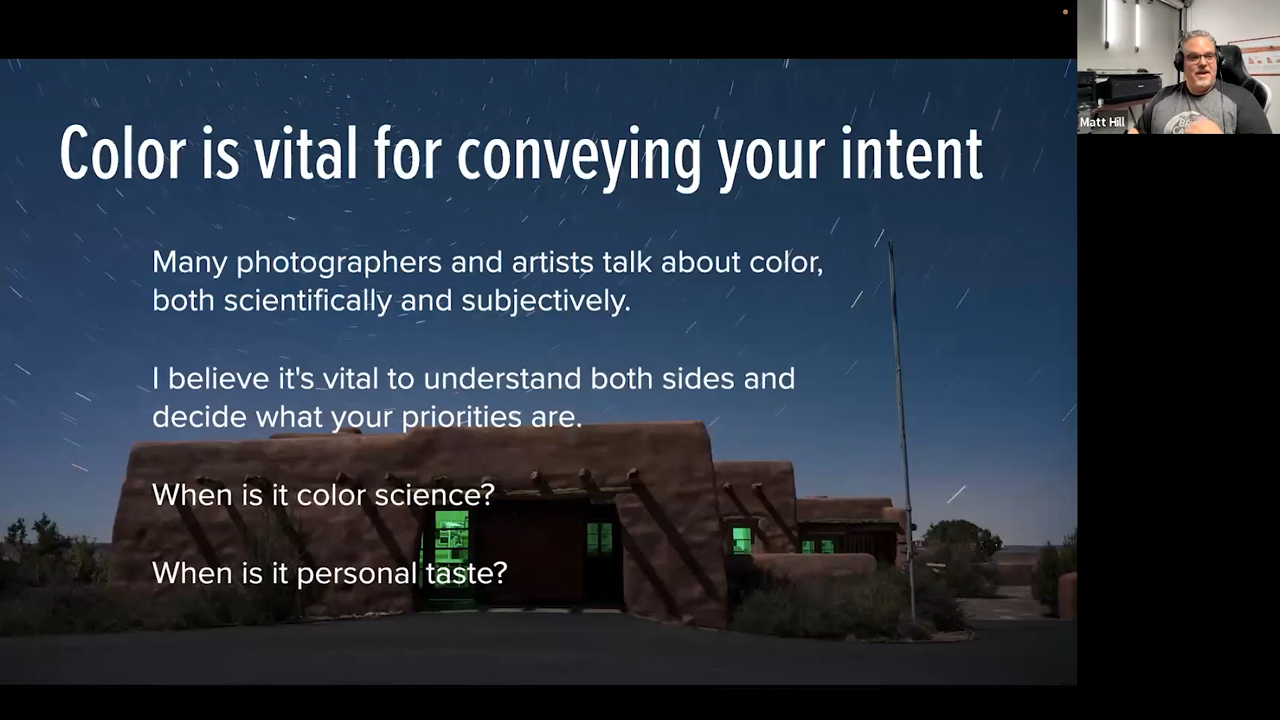 Color is vital for conveying your intent
Many photographers and artists talk about color,
both scientifically and subjectively.
I believe it's vital to understand both sides and
decide what your priorities are.
When is it color science?
When is it personal taste?
Matt Hill